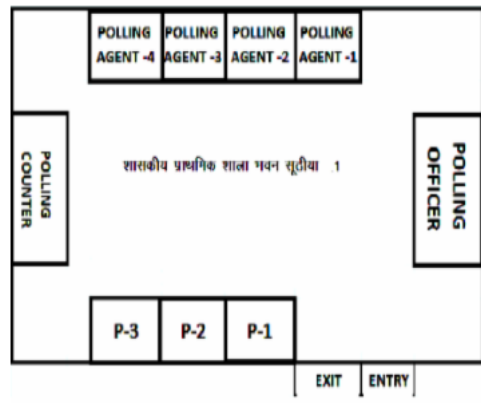 POLLING AGENT -4
POLLING AGENT -3
POLLING AGENT -2
POLLING AGENT -1
POLLING COUNTER
शासकीय प्राथमिक शाला भवन सूठीया .1
POLLING OFFICER
P-3
P-2
P-1
EXIT
ENTRY